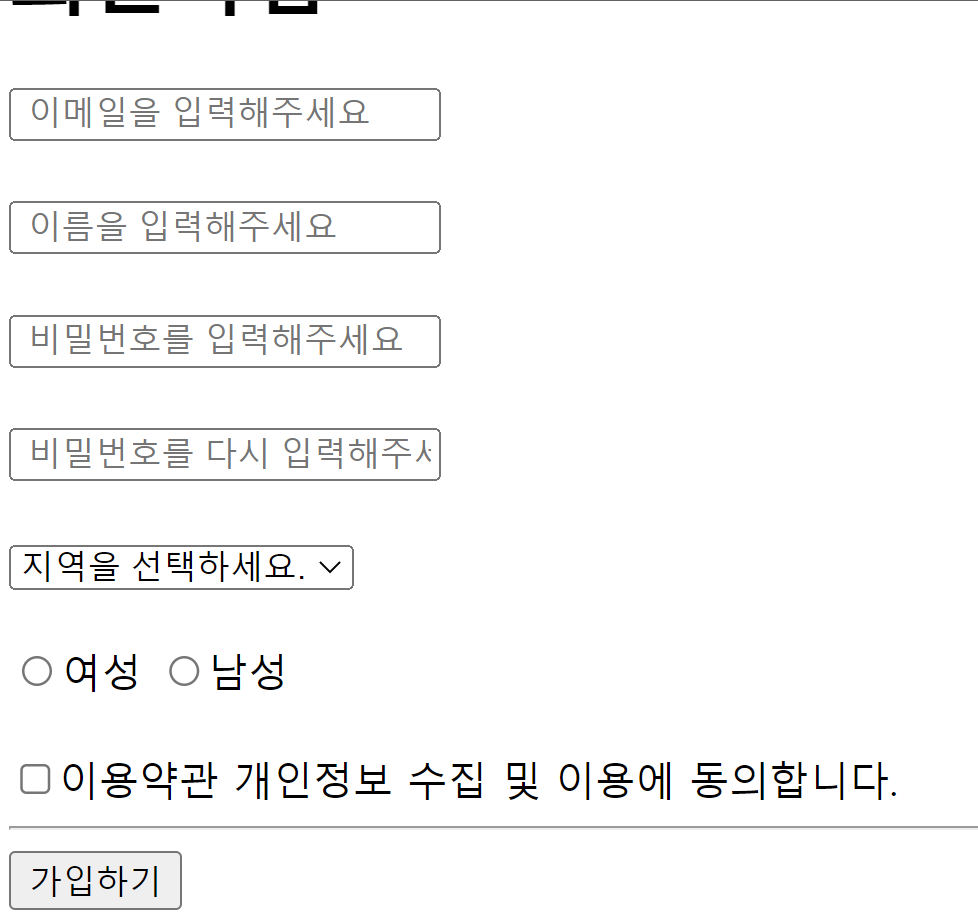 이메일을 입력해주세요
이름을 입력해주세요
비밀번호를 입력해주세요
비밀번호를 다시 입력해주
지역을 선택하세요.
여성 남성
이용약관 개인정보 수집 및 이용에 동의합니다.
가입하기